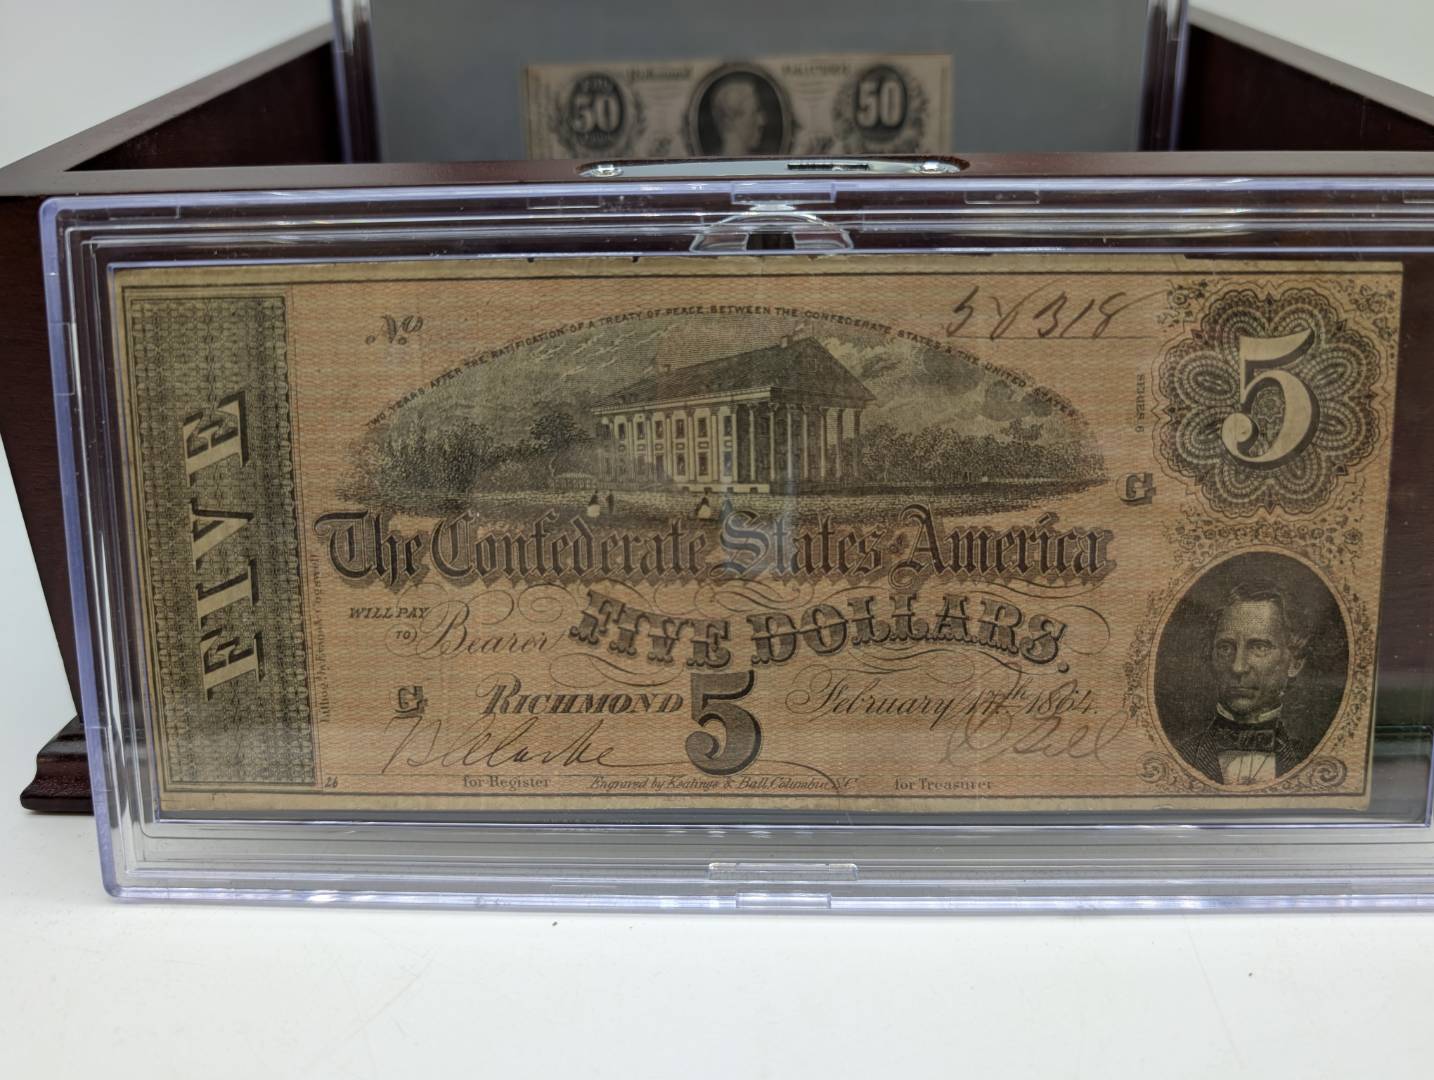 50
50
FIVE
No
58318
TWO YEARS AFTER THE RATIFICATION OF A TREATY OF PEACE BETWEEN THE CONFEDERATE STATES & THE UNITED STATES
5
SERIES 6
G
The Confederate States America
WILL PAY
TO Bearer FIVE DOLLARS.
G RICHMOND 5 February 17th 1864.
26 for Register Engraved by Keatinge & Ball, Columbia, S.C. for Treasurer